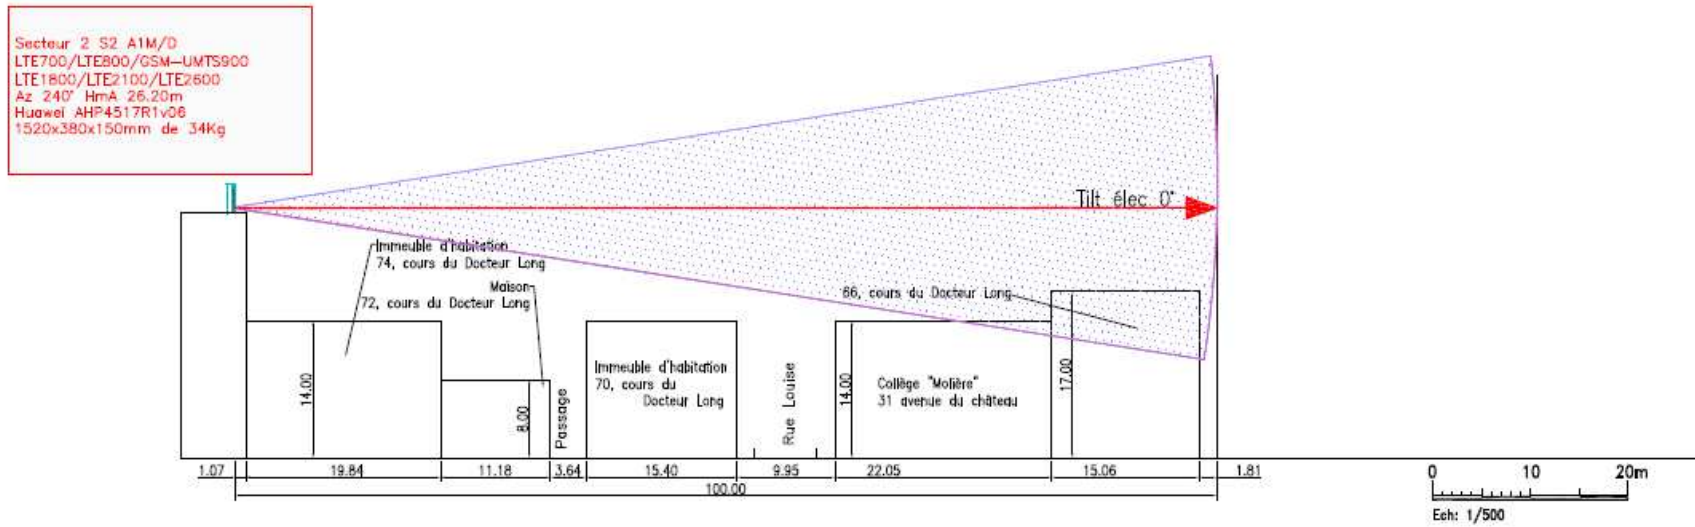 Secteur 2 S2 A1M/D
LTE700/LTE800/GSM-UMTS900
LTE1800/LTE2100/LTE2600
Az 240° HmA 26.20m
Huawei AHP4517R1v06
1520x380x150mm de 34Kg
Tilt élec 0°
Immeuble d'habitation
74, cours du Docteur Long
Maison
72, cours du Docteur Long
66, cours du Docteur Long
14.00
8.00
Passage
Immeuble d'habitation
70, cours du
Docteur Long
Rue Louise
14.00
Collège "Molière"
31 avenue du château
17.00
1.07 19.84 11.18 3.64 15.40 9.95 22.05 15.06 1.81
100.00
0 10 20m
Ech: 1/500